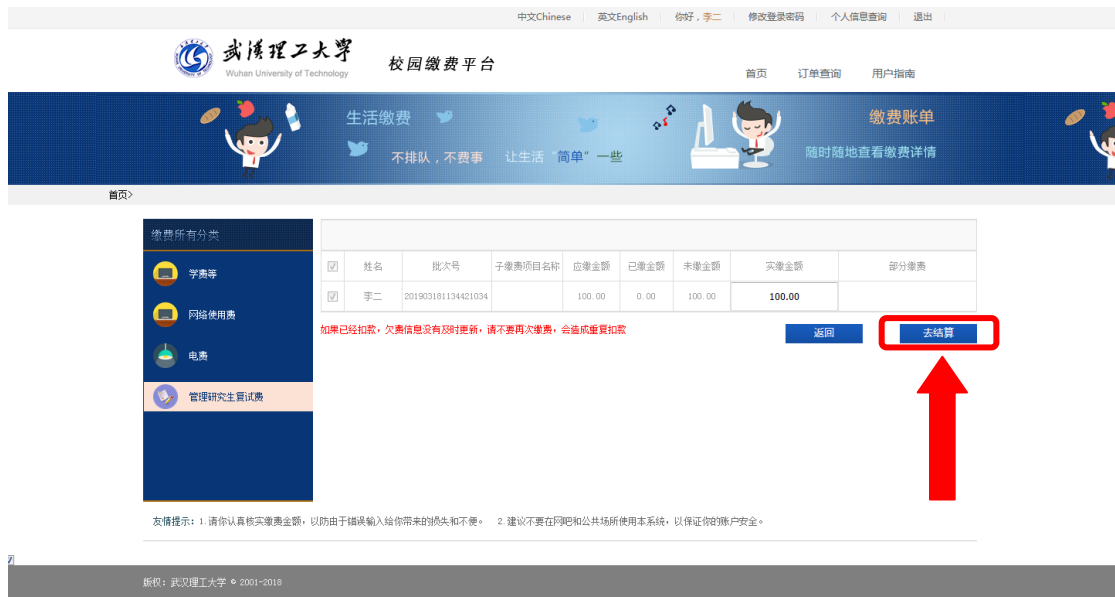 中文Chinese 英文English 你好，李二 修改登录密码 个人信息查询 退出
武汉理工大学
Wuhan University of Technology
校园缴费平台
首页 订单查询 用户指南
生活缴费
不排队，不费事 让生活“简单”一些
缴费账单
随时随地查看缴费详情
首页>
缴费所有分类
学费等
网络使用费
电费
管理研究生复试费
姓名 批次号 子缴费项目名称 应缴金额 已缴金额 未缴金额 实缴金额 部分缴费
李二 201903181134421034 100.00 0.00 100.00 100.00
如果已经扣款，欠费信息没有及时更新，请不要再次缴费，会造成重复扣款
返回 去结算
友情提示：1.请你认真核实缴费金额，以防由于错误输入给你带来的损失和不便。 2.建议不要在网吧和公共场所使用本系统，以保证你的账户安全。
版权：武汉理工大学 © 2001-2018